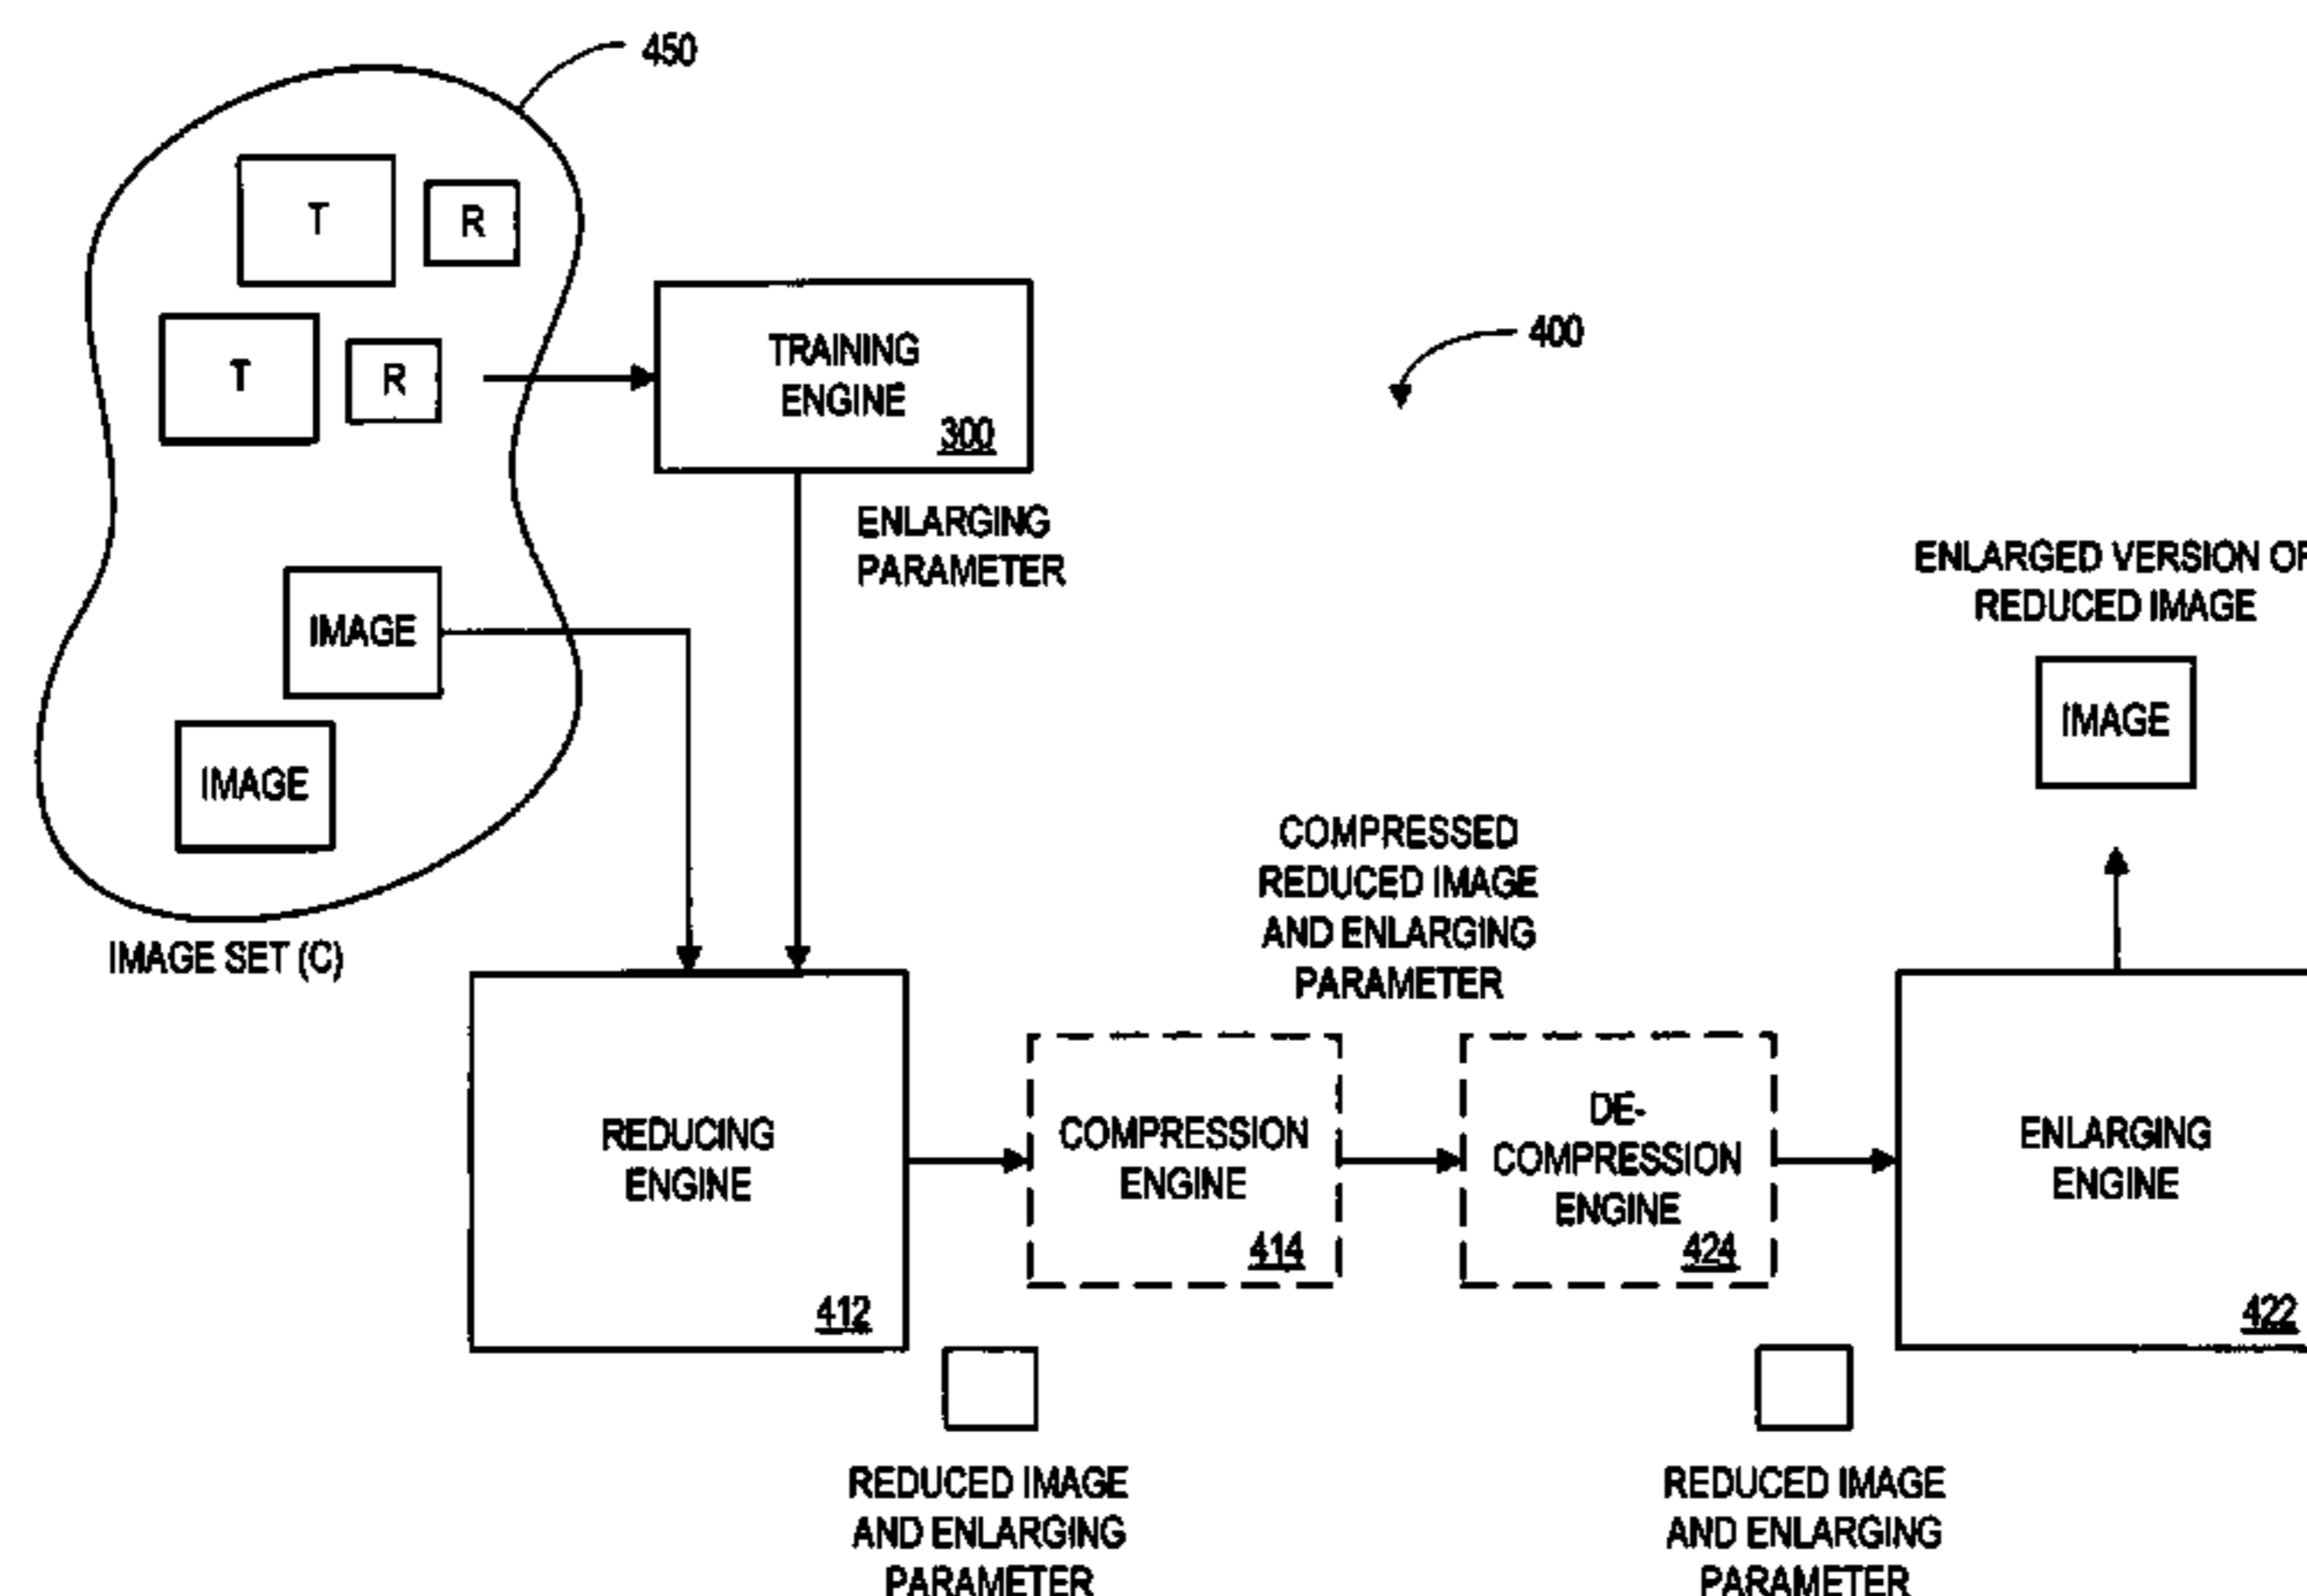 450
T
R
T
R
TRAINING
ENGINE
300
400
ENLARGING
PARAMETER
IMAGE
IMAGE
IMAGE SET (C)
ENLARGED VERSION OF
REDUCED IMAGE
IMAGE
COMPRESSED
REDUCED IMAGE
AND ENLARGING
PARAMETER
REDUCING
ENGINE
412
COMPRESSION
ENGINE
414
DE-
COMPRESSION
ENGINE
424
ENLARGING
ENGINE
422
REDUCED IMAGE
AND ENLARGING
PARAMETER
REDUCED IMAGE
AND ENLARGING
PARAMETER